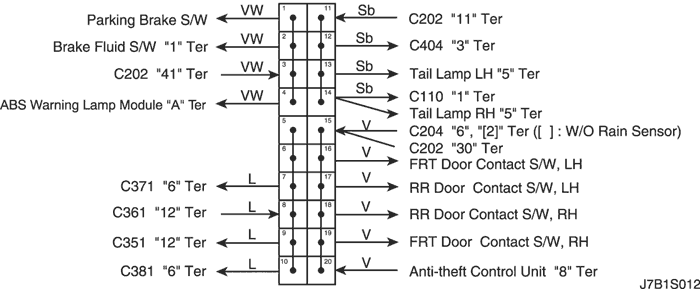 Parking Brake S/W VW 1 11 Sb C202 "11" Ter
Brake Fluid S/W "1" Ter VW 2 12 Sb C404 "3" Ter
C202 "41" Ter VW 3 13 Sb Tail Lamp LH "5" Ter
ABS Warning Lamp Module "A" Ter VW 4 14 C110 "1" Ter
Tail Lamp RH "5" Ter
5 15 V C204 "6", "[2]" Ter ([ ] : W/O Rain Sensor)
C202 "30" Ter
6 16 V FRT Door Contact S/W, LH
C371 "6" Ter L 7 17 V RR Door Contact S/W, LH
C361 "12" Ter L 8 18 V RR Door Contact S/W, RH
C351 "12" Ter L 9 19 V FRT Door Contact S/W, RH
C381 "6" Ter L 10 20 V Anti-theft Control Unit "8" Ter
J7B1S012